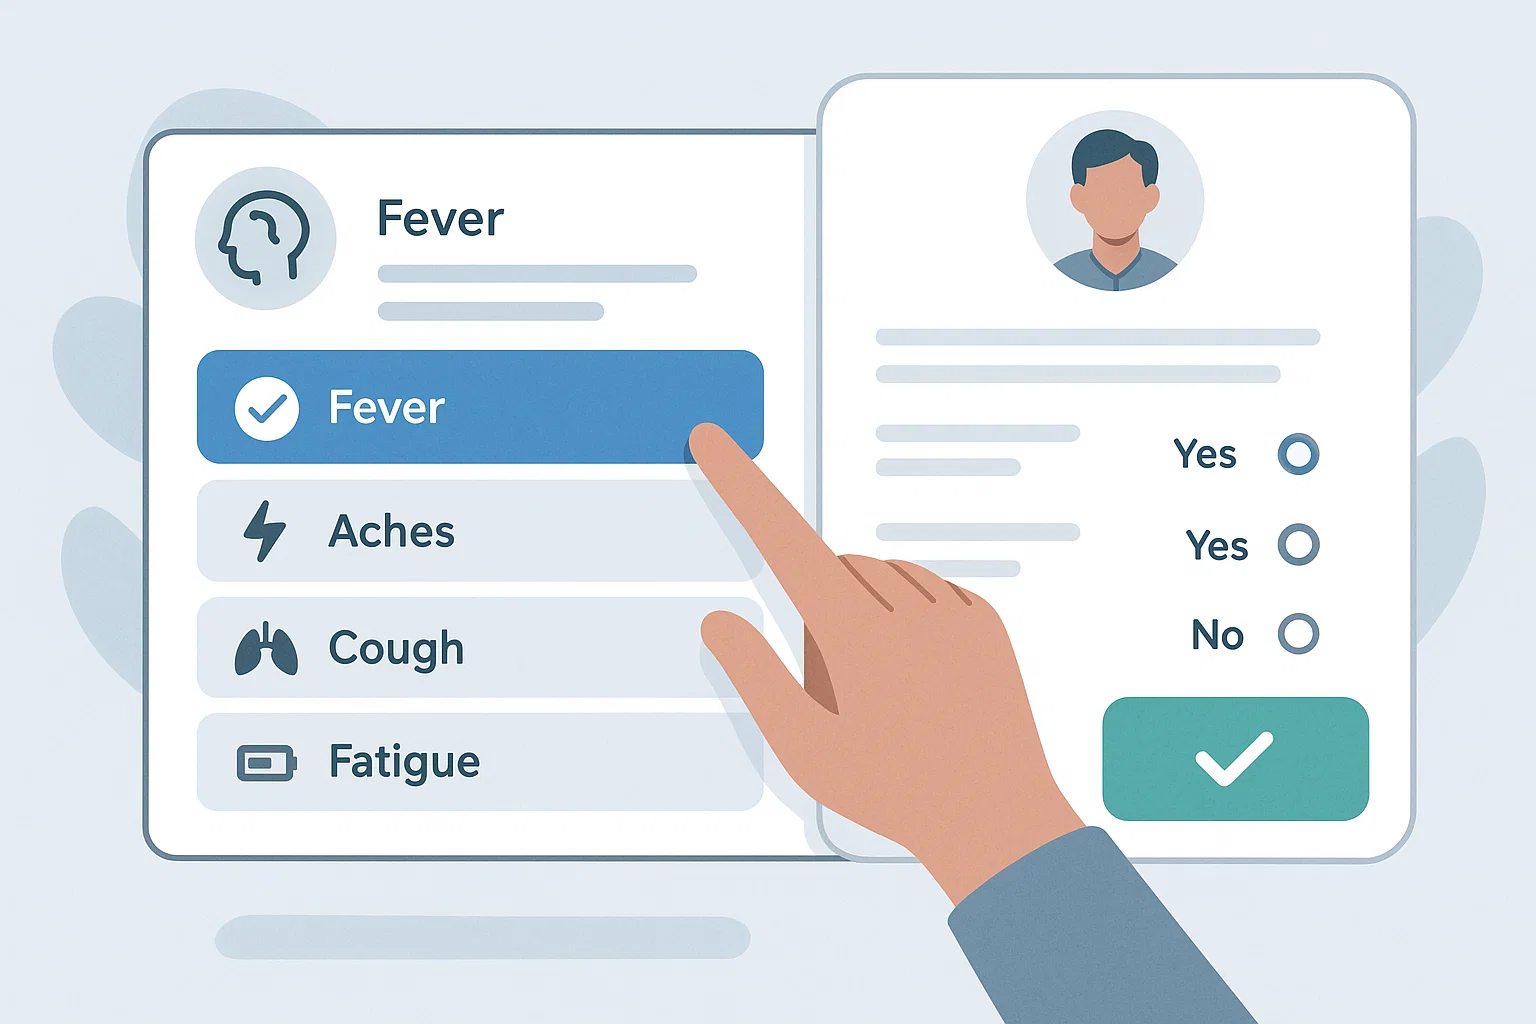 Fever
Fever
Aches
Cough
Fatigue
Yes
Yes
No